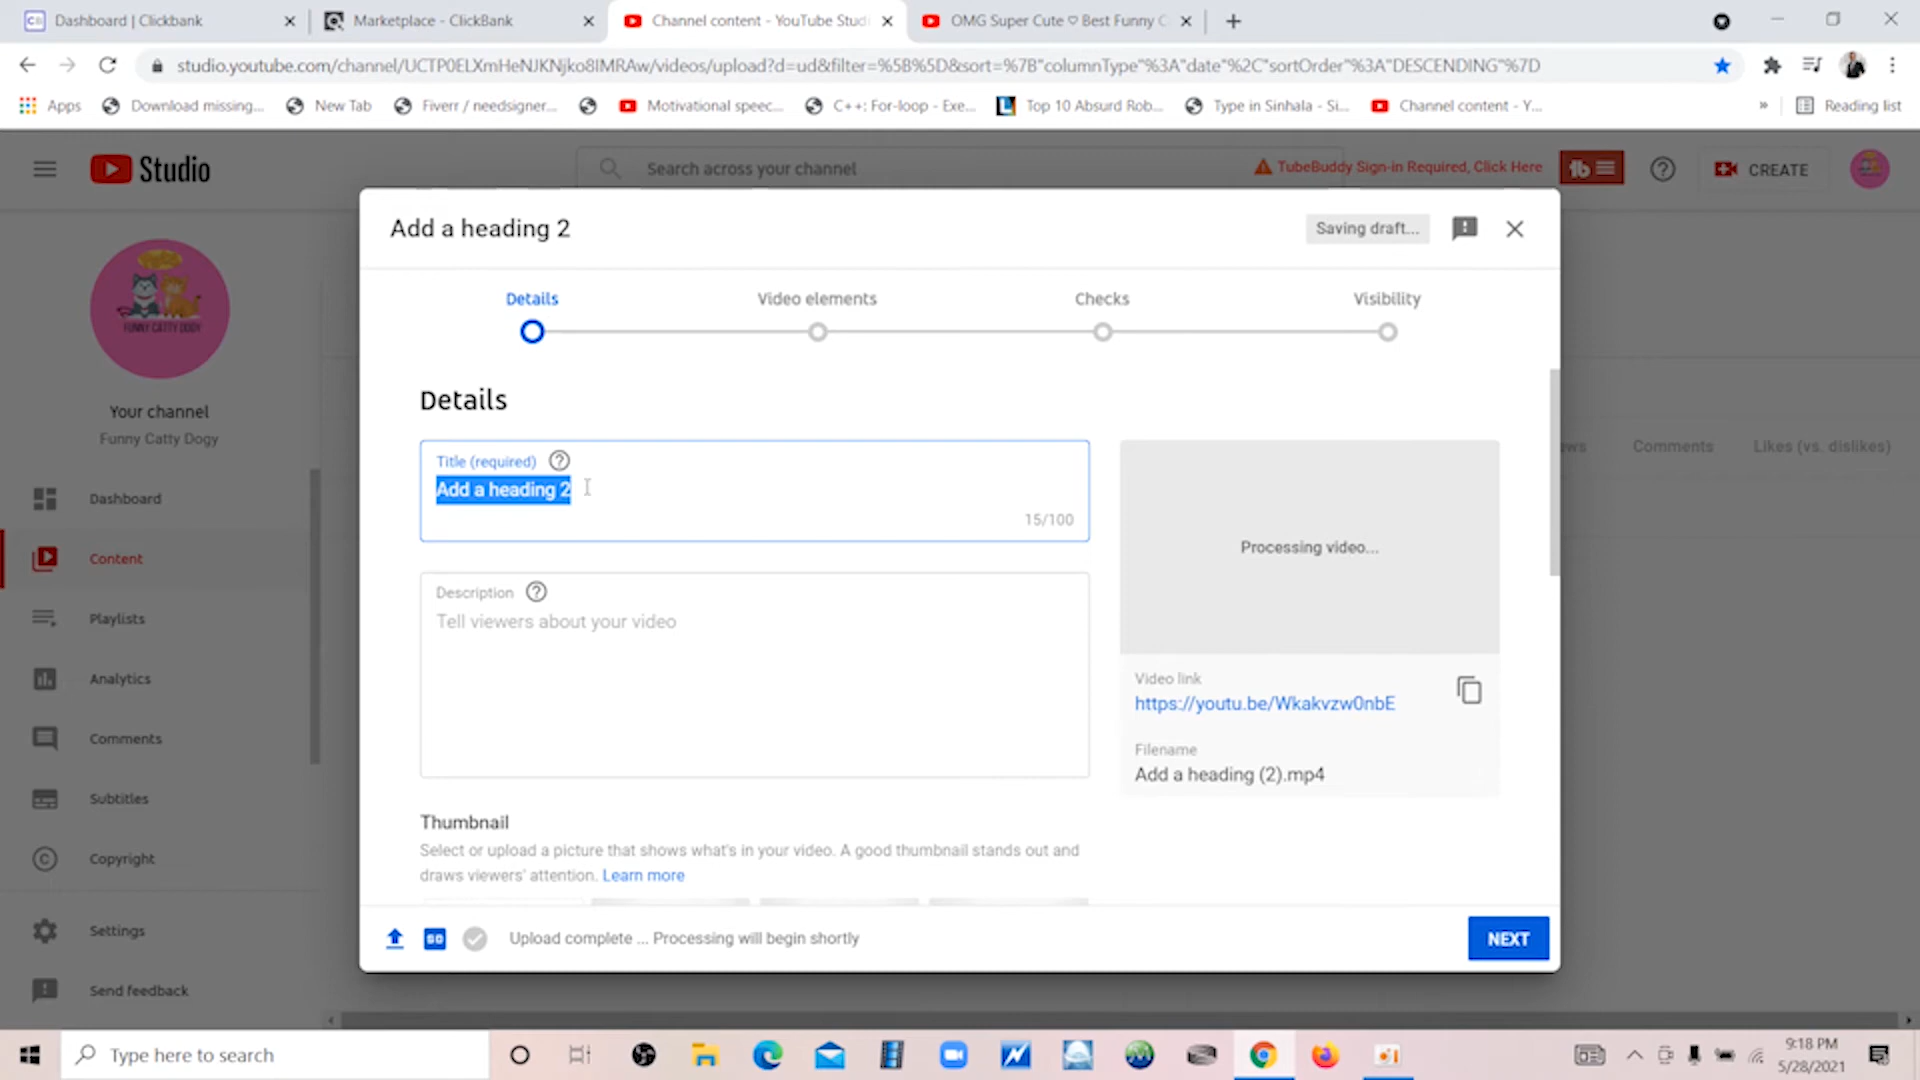 Dashboard | Clickbank
Marketplace - ClickBank
Channel content - YouTube Studi
OMG Super Cute ♡ Best Funny C
studio.youtube.com/channel/UCTP0ELXmHeNJKNjko8IMRAw/videos/upload?d=ud&filter=%5B%5D&sort=%7B"columnType"%3A"date"%2C"sortOrder"%3A"DESCENDING"%7D
Apps
Download missing...
New Tab
Fiverr / needsigner...
Motivational speec...
C++: For-loop - Exe...
Top 10 Absurd Rob...
Type in Sinhala - Si...
Channel content - Y...
»
Reading list
Studio
Search across your channel
TubeBuddy Sign-in Required, Click Here
CREATE
Add a heading 2
Saving draft...
Details
Video elements
Checks
Visibility
FUNNY CATTY DOGY
Your channel
Funny Catty Dogy
Dashboard
Content
Playlists
Analytics
Comments
Subtitles
Copyright
Settings
Send feedback
Details
Title (required)
Add a heading 2
15/100
Description
Tell viewers about your video
Processing video...
Video link
https://youtu.be/Wkakvzw0nbE
Filename
Add a heading (2).mp4
Thumbnail
Select or upload a picture that shows what's in your video. A good thumbnail stands out and
draws viewers' attention. Learn more
ews
Comments
Likes (vs. dislikes)
SD
Upload complete ... Processing will begin shortly
NEXT
Type here to search
9:18 PM
5/28/2021